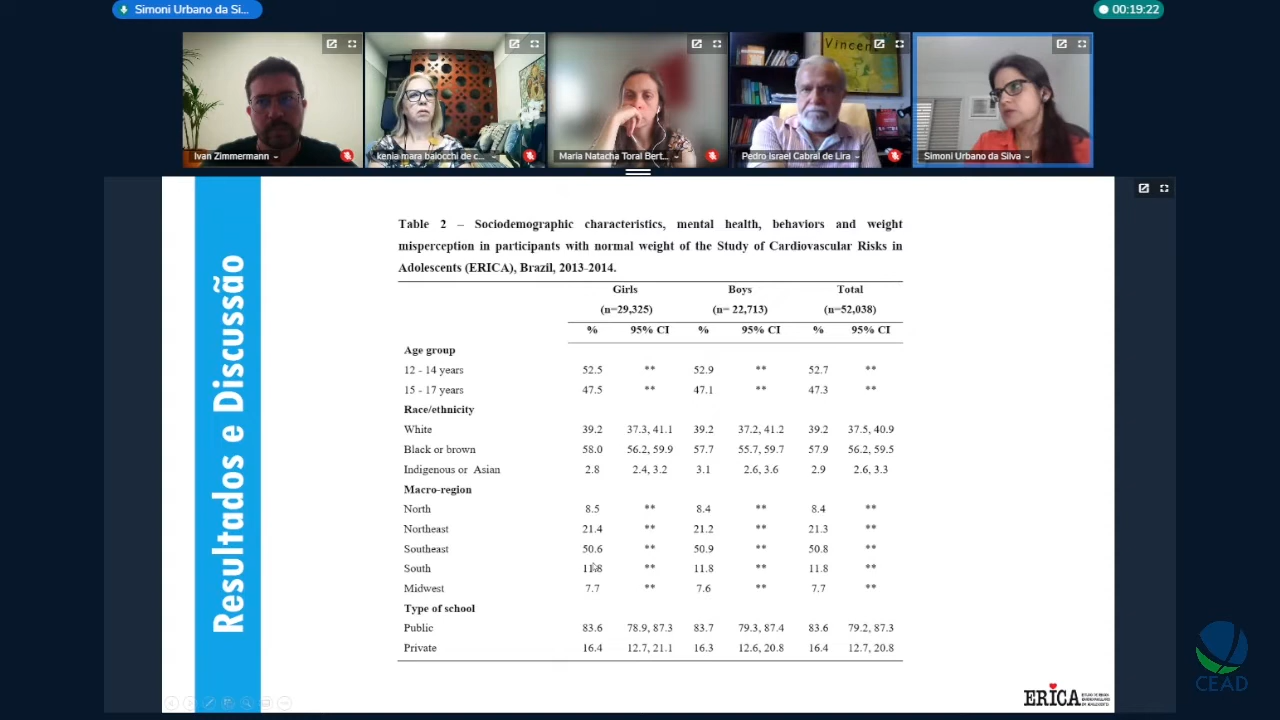 Simoni Urbano da Si...
00:19:22
Ivan Zimmermann
kenia mara baiocchi de c...
Maria Natacha Toral Bert...
Pedro Israel Cabral de Lira
Simoni Urbano da Silva
Vincen
Resultados e Discussão
Table 2 – Sociodemographic characteristics, mental health, behaviors and weight
misperception in participants with normal weight of the Study of Cardiovascular Risks in
Adolescents (ERICA), Brazil, 2013-2014.
Girls Boys Total
(n=29,325) (n= 22,713) (n=52,038)
% 95% CI % 95% CI % 95% CI
Age group
12 - 14 years 52.5 ** 52.9 ** 52.7 **
15 - 17 years 47.5 ** 47.1 ** 47.3 **
Race/ethnicity
White 39.2 37.3, 41.1 39.2 37.2, 41.2 39.2 37.5, 40.9
Black or brown 58.0 56.2, 59.9 57.7 55.7, 59.7 57.9 56.2, 59.5
Indigenous or Asian 2.8 2.4, 3.2 3.1 2.6, 3.6 2.9 2.6, 3.3
Macro-region
North 8.5 ** 8.4 ** 8.4 **
Northeast 21.4 ** 21.2 ** 21.3 **
Southeast 50.6 ** 50.9 ** 50.8 **
South 11.8 ** 11.8 ** 11.8 **
Midwest 7.7 ** 7.6 ** 7.7 **
Type of school
Public 83.6 78.9, 87.3 83.7 79.3, 87.4 83.6 79.2, 87.3
Private 16.4 12.7, 21.1 16.3 12.6, 20.8 16.4 12.7, 20.8
ERICA
CEAD